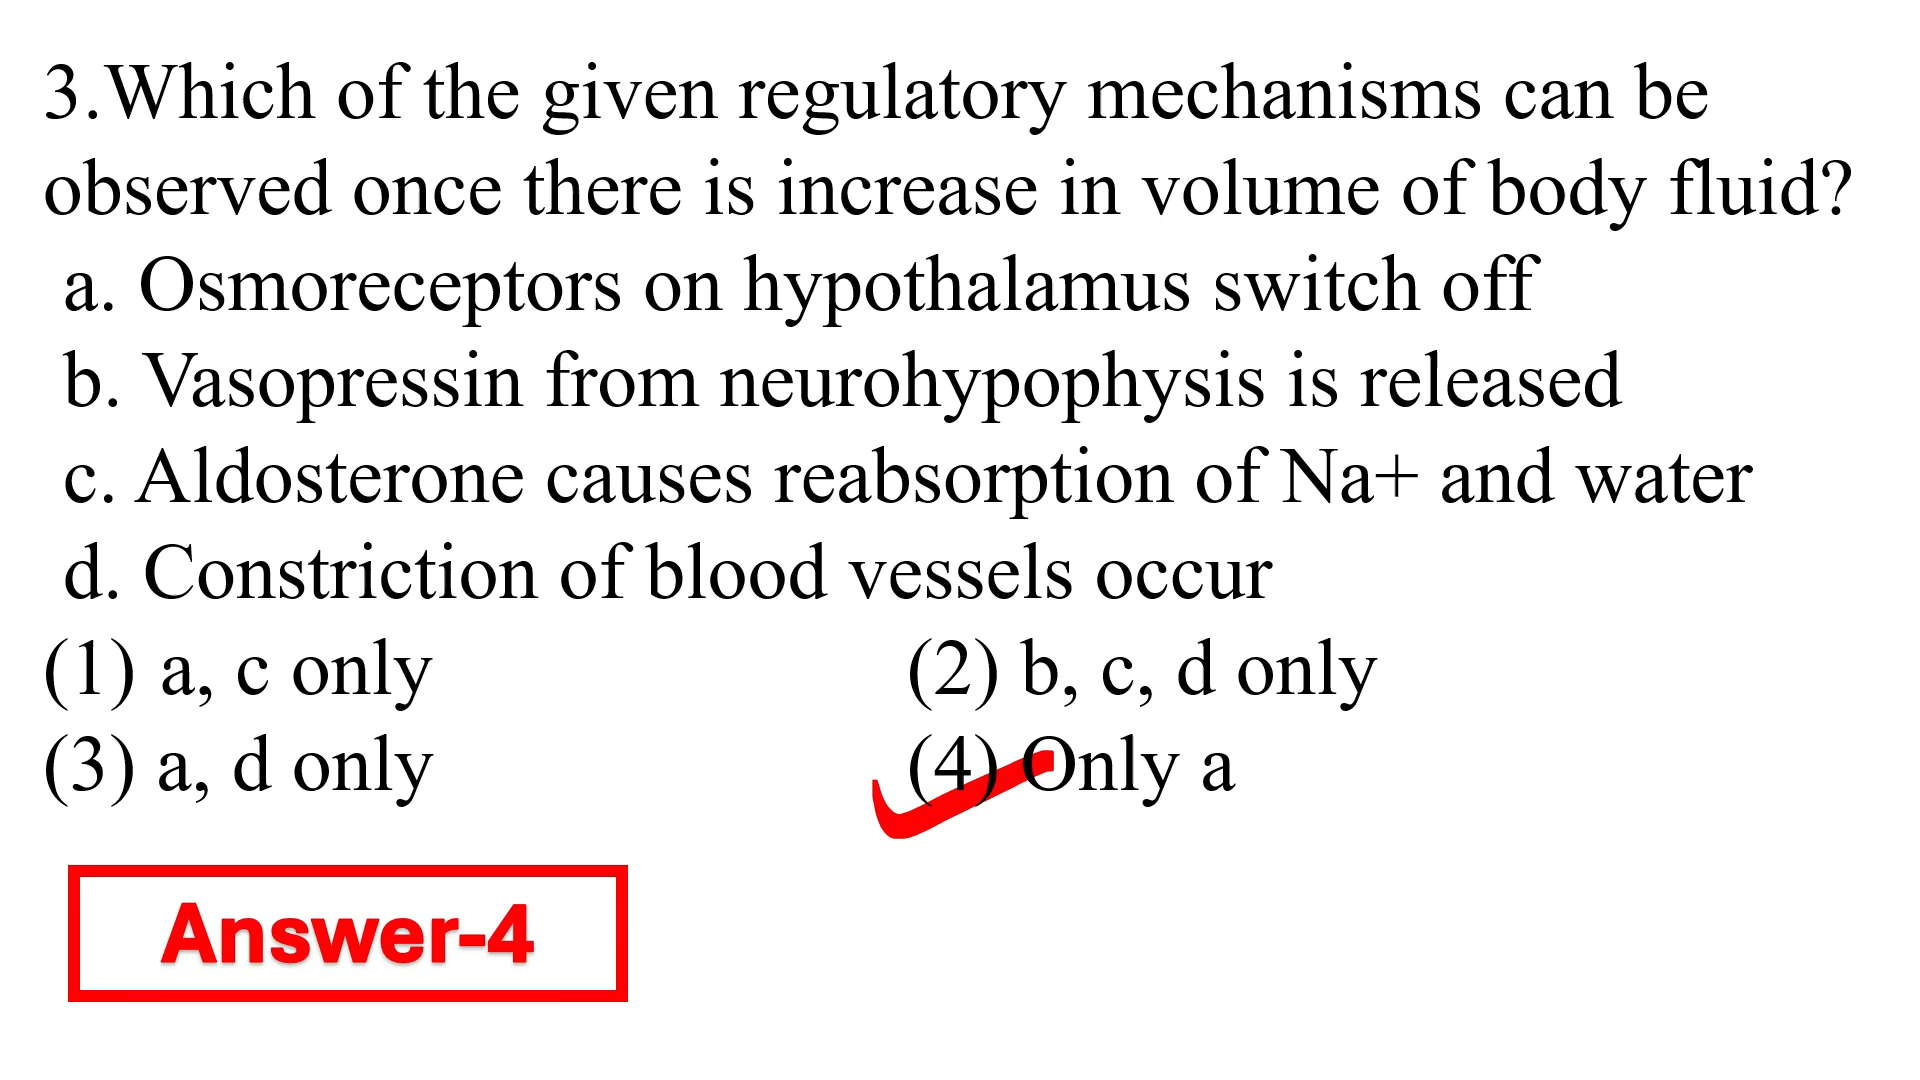 3.Which of the given regulatory mechanisms can be
observed once there is increase in volume of body fluid?
a. Osmoreceptors on hypothalamus switch off
b. Vasopressin from neurohypophysis is released
c. Aldosterone causes reabsorption of Na+ and water
d. Constriction of blood vessels occur
(1) a, c only (2) b, c, d only
(3) a, d only (4) Only a
Answer-4